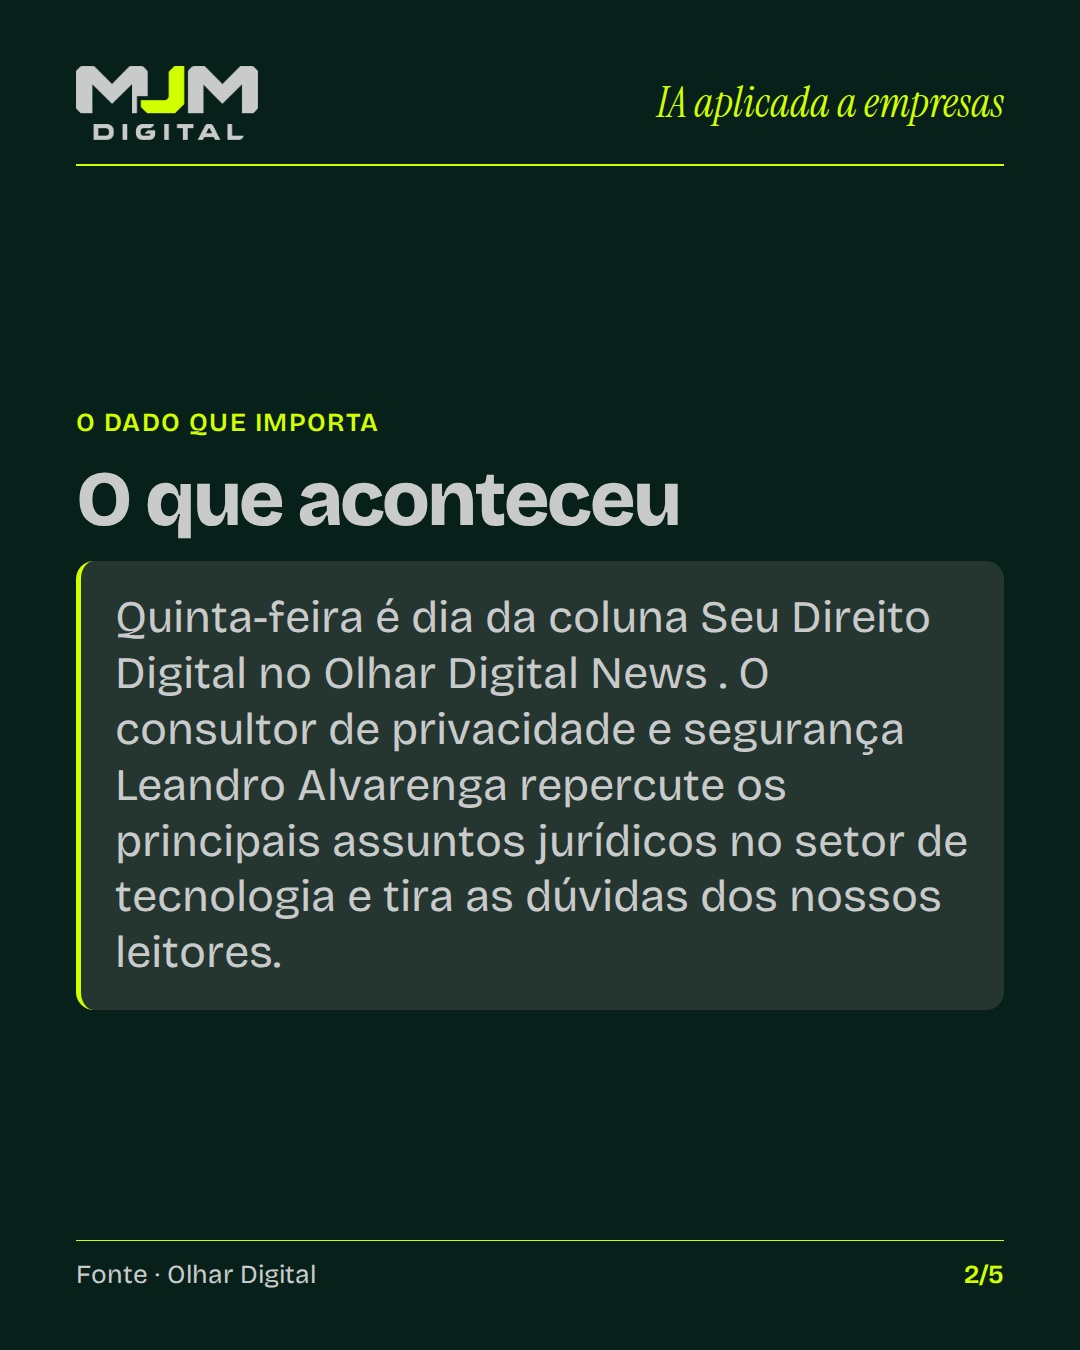 MJM
DIGITAL
IA aplicada a empresas
O DADO QUE IMPORTA
O que aconteceu
Quinta-feira é dia da coluna Seu Direito
Digital no Olhar Digital News . O
consultor de privacidade e segurança
Leandro Alvarenga repercute os
principais assuntos jurídicos no setor de
tecnologia e tira as dúvidas dos nossos
leitores.
Fonte · Olhar Digital
2/5